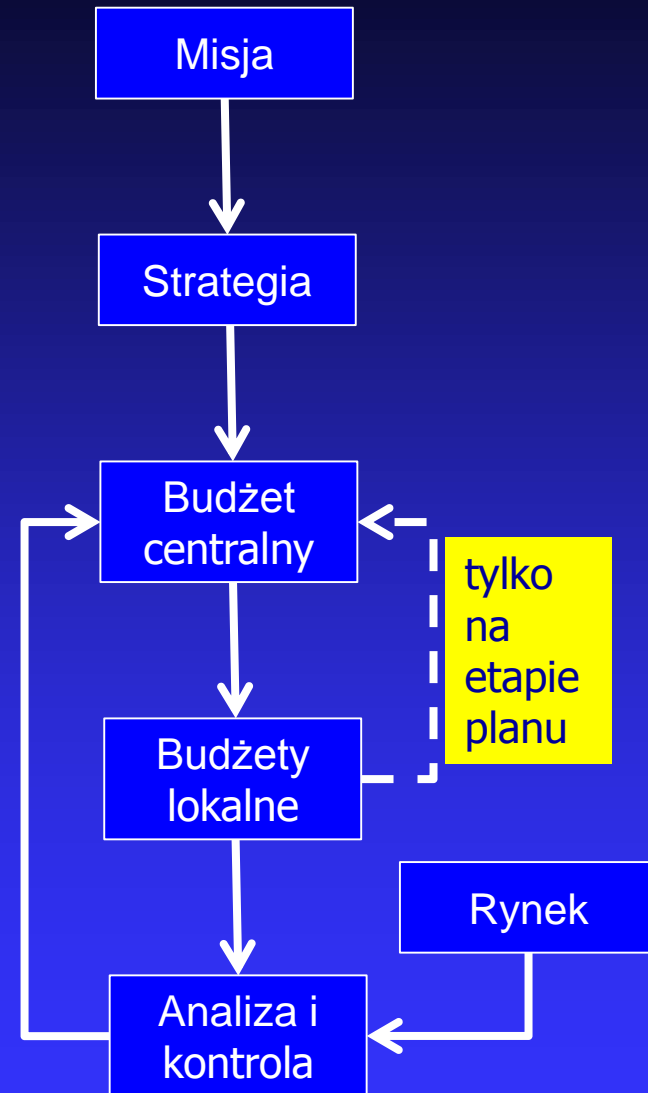 Misja
Strategia
Budżet
centralny
tylko
na
etapie
planu
Budżety
lokalne
Rynek
Analiza i
kontrola